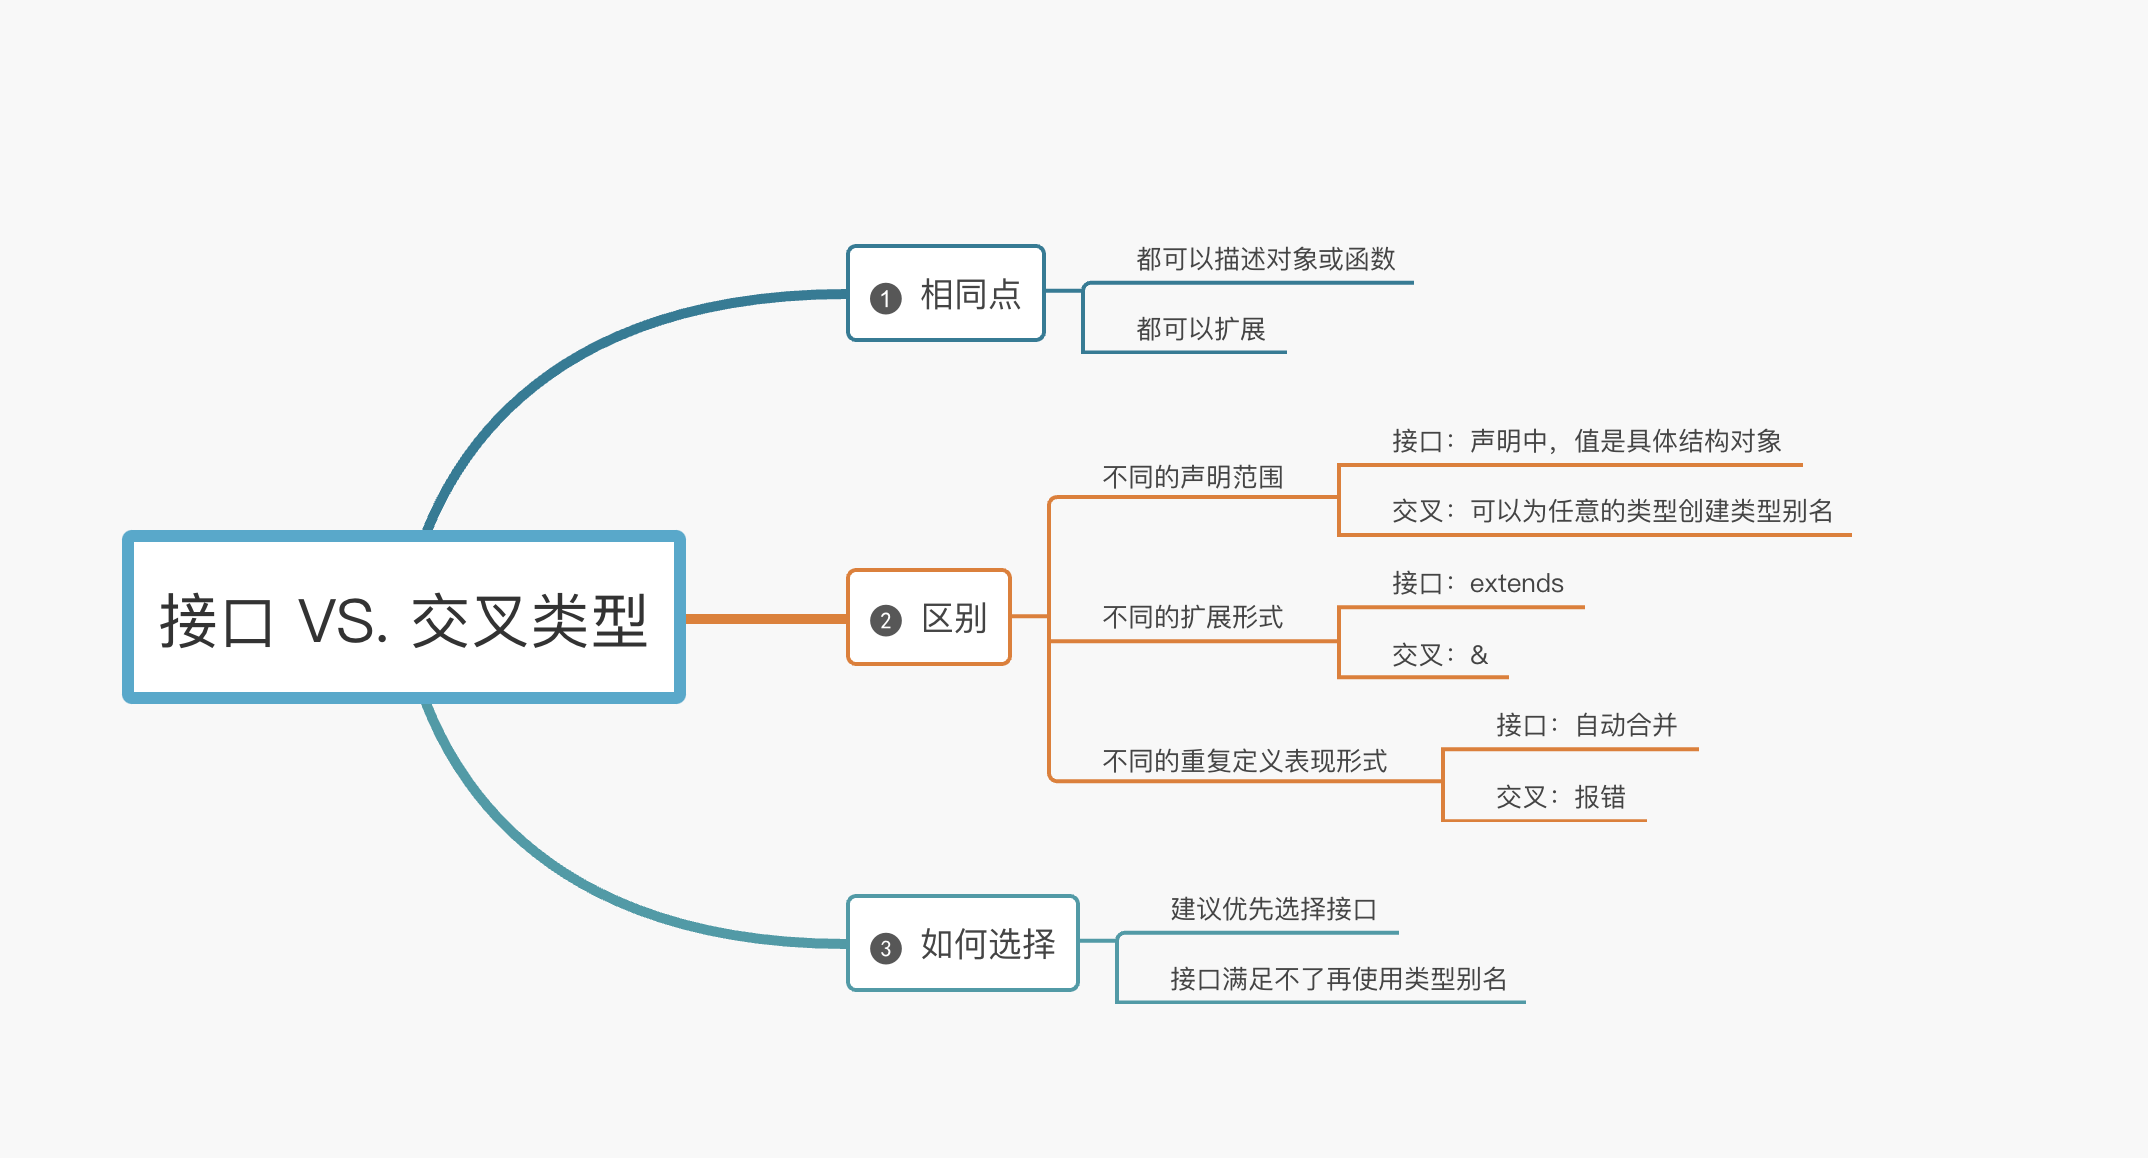 接口 VS. 交叉类型
1 相同点
都可以描述对象或函数
都可以扩展
2 区别
不同的声明范围
接口：声明中，值是具体结构对象
交叉：可以为任意的类型创建类型别名
不同的扩展形式
接口：extends
交叉：&
不同的重复定义表现形式
接口：自动合并
交叉：报错
3 如何选择
建议优先选择接口
接口满足不了再使用类型别名